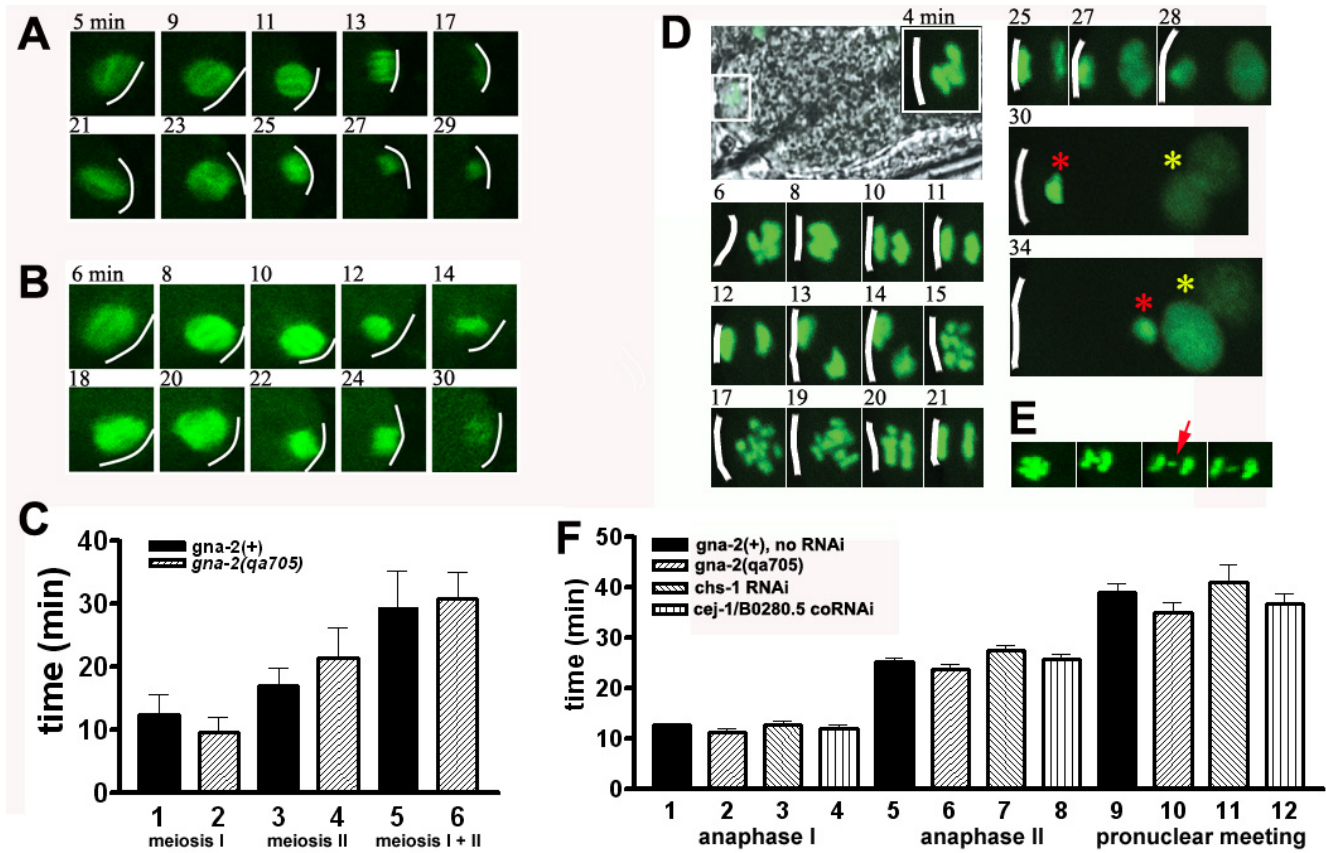 A
5 min 9 11 13 17
21 23 25 27 29
B
6 min 8 10 12 14
18 20 22 24 30
C
time (min)
40
30
20
10
0
gna-2(+)
gna-2(qa705)
1 2 3 4 5 6
meiosis I meiosis II meiosis I + II
D
4 min
6 8 10 11
12 13 14 15
17 19 20 21
25 27 28
30
* *
34
* *
E
F
time (min)
50
40
30
20
10
0
gna-2(+), no RNAi
gna-2(qa705)
chs-1 RNAi
cej-1/B0280.5 coRNAi
1 2 3 4 5 6 7 8 9 10 11 12
anaphase I anaphase II pronuclear meeting